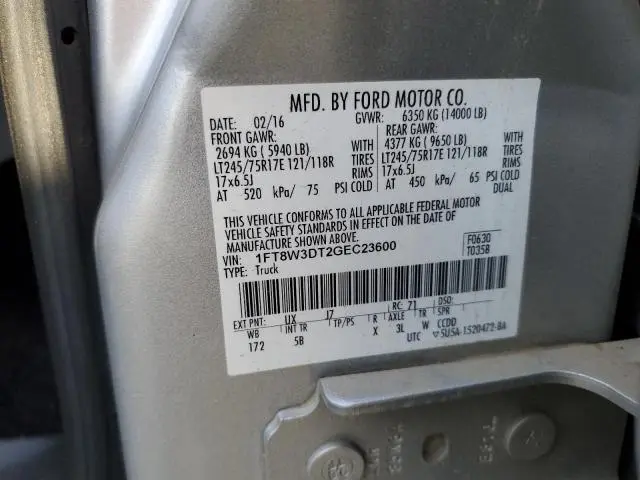 MFD. BY FORD MOTOR CO.
DATE: 02/16 GVWR: 6350 KG (14000 LB)
FRONT GAWR: REAR GAWR:
2694 KG ( 5940 LB) WITH 4377 KG ( 9650 LB) WITH
LT245/75R17E 121/118R TIRES LT245/75R17E 121/118R TIRES
17x6.5J RIMS 17x6.5J RIMS
AT 520 kPa/ 75 PSI COLD AT 450 kPa/ 65 PSI COLD
DUAL
THIS VEHICLE CONFORMS TO ALL APPLICABLE FEDERAL MOTOR
VEHICLE SAFETY STANDARDS IN EFFECT ON THE DATE OF
MANUFACTURE SHOWN ABOVE.
VIN: 1FT8W3DT2GEC23600 F0630
TYPE: Truck T035B
EXT PNT: UX J7 RC: 71 DSO:
WB INT TR TP/PS R AXLE TR SPR
172 5B X 3L W CCDD
UTC 5U5A-1520472-BA